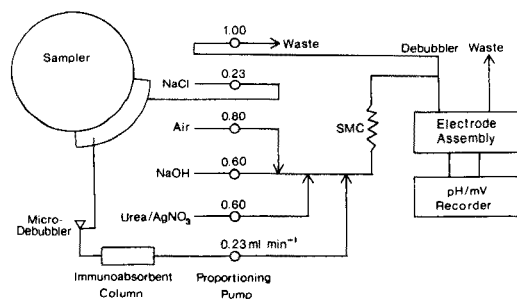 1.00
Waste
Debubbler
Waste
Sampler
NaCl
0.23
Air
0.80
SMC
Electrode
Assembly
NaOH
0.60
pH/mV
Recorder
Urea/AgNO₃
0.60
Micro-
Debubbler
0.23 ml min⁻¹
Immunoabsorbent
Column
Proportioning
Pump